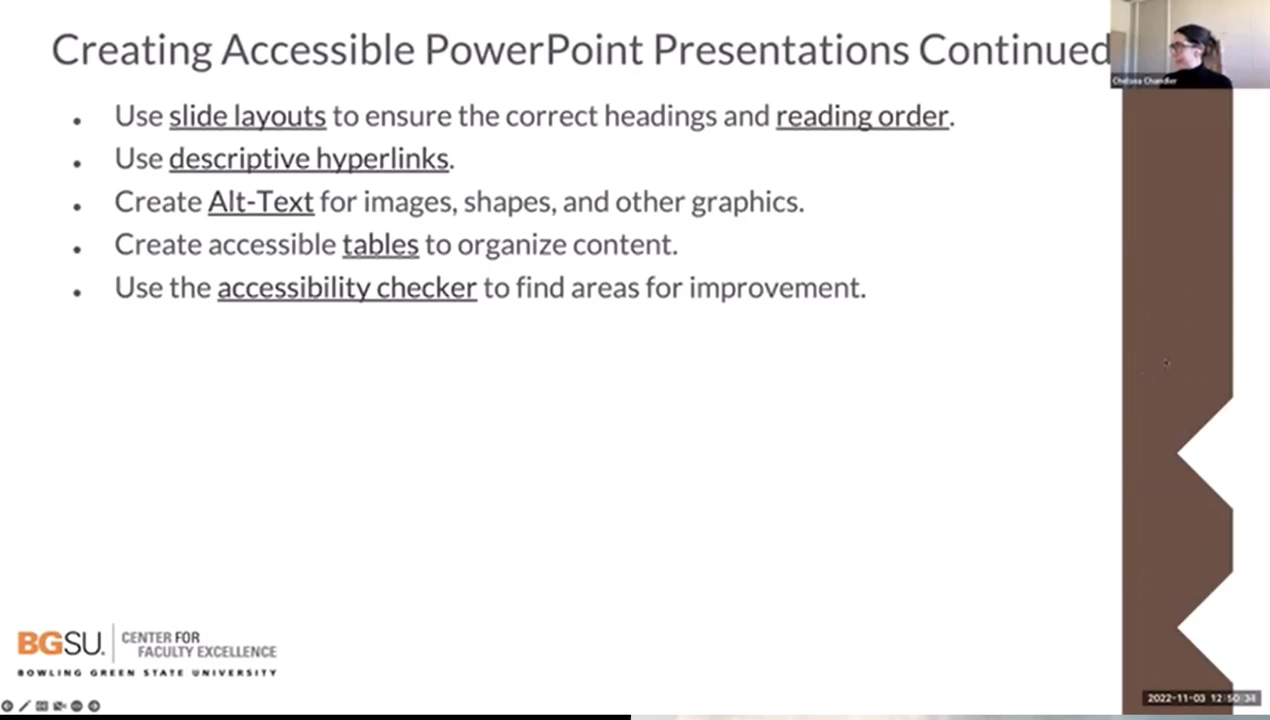 Creating Accessible PowerPoint Presentations Continued
Chelsea Chandler
• Use slide layouts to ensure the correct headings and reading order.
• Use descriptive hyperlinks.
• Create Alt-Text for images, shapes, and other graphics.
• Create accessible tables to organize content.
• Use the accessibility checker to find areas for improvement.
BGSU. CENTER FOR
FACULTY EXCELLENCE
BOWLING GREEN STATE UNIVERSITY
2022-11-03 12:50:34